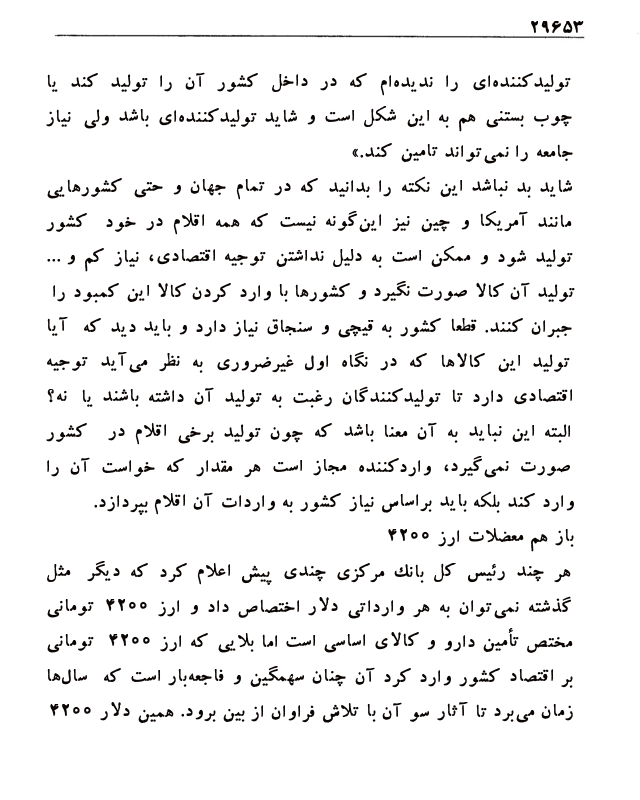 ۲۹۶۵۳
تولیدکننده‌ای را ندیده‌ام که در داخل کشور آن را تولید کند یا
چوب بستنی هم به این شکل است و شاید تولیدکننده‌ای باشد ولی نیاز
جامعه را نمی‌تواند تامین کند.»
شاید بد نباشد این نکته را بدانید که در تمام جهان و حتی کشورهایی
مانند آمریکا و چین نیز این‌گونه نیست که همه اقلام در خود کشور
تولید شود و ممکن است به دلیل نداشتن توجیه اقتصادی، نیاز کم و ...
تولید آن کالا صورت نگیرد و کشورها با وارد کردن کالا این کمبود را
جبران کنند. قطعا کشور به قیچی و سنجاق نیاز دارد و باید دید که آیا
تولید این کالاها که در نگاه اول غیرضروری به نظر می‌آید توجیه
اقتصادی دارد تا تولیدکنندگان رغبت به تولید آن داشته باشند یا نه؟
البته این نباید به آن معنا باشد که چون تولید برخی اقلام در کشور
صورت نمی‌گیرد، واردکننده مجاز است هر مقدار که خواست آن را
وارد کند بلکه باید براساس نیاز کشور به واردات آن اقلام بپردازد.
باز هم معضلات ارز ۴۲۰۰
هر چند رئیس کل بانك مرکزی چندی پیش اعلام کرد که دیگر مثل
گذشته نمی‌توان به هر وارداتی دلار اختصاص داد و ارز ۴۲۰۰ تومانی
مختص تأمین دارو و کالای اساسی است اما بلایی که ارز ۴۲۰۰ تومانی
بر اقتصاد کشور وارد کرد آن چنان سهمگین و فاجعه‌بار است که سال‌ها
زمان می‌برد تا آثار سو آن با تلاش فراوان از بین برود. همین دلار ۴۲۰۰